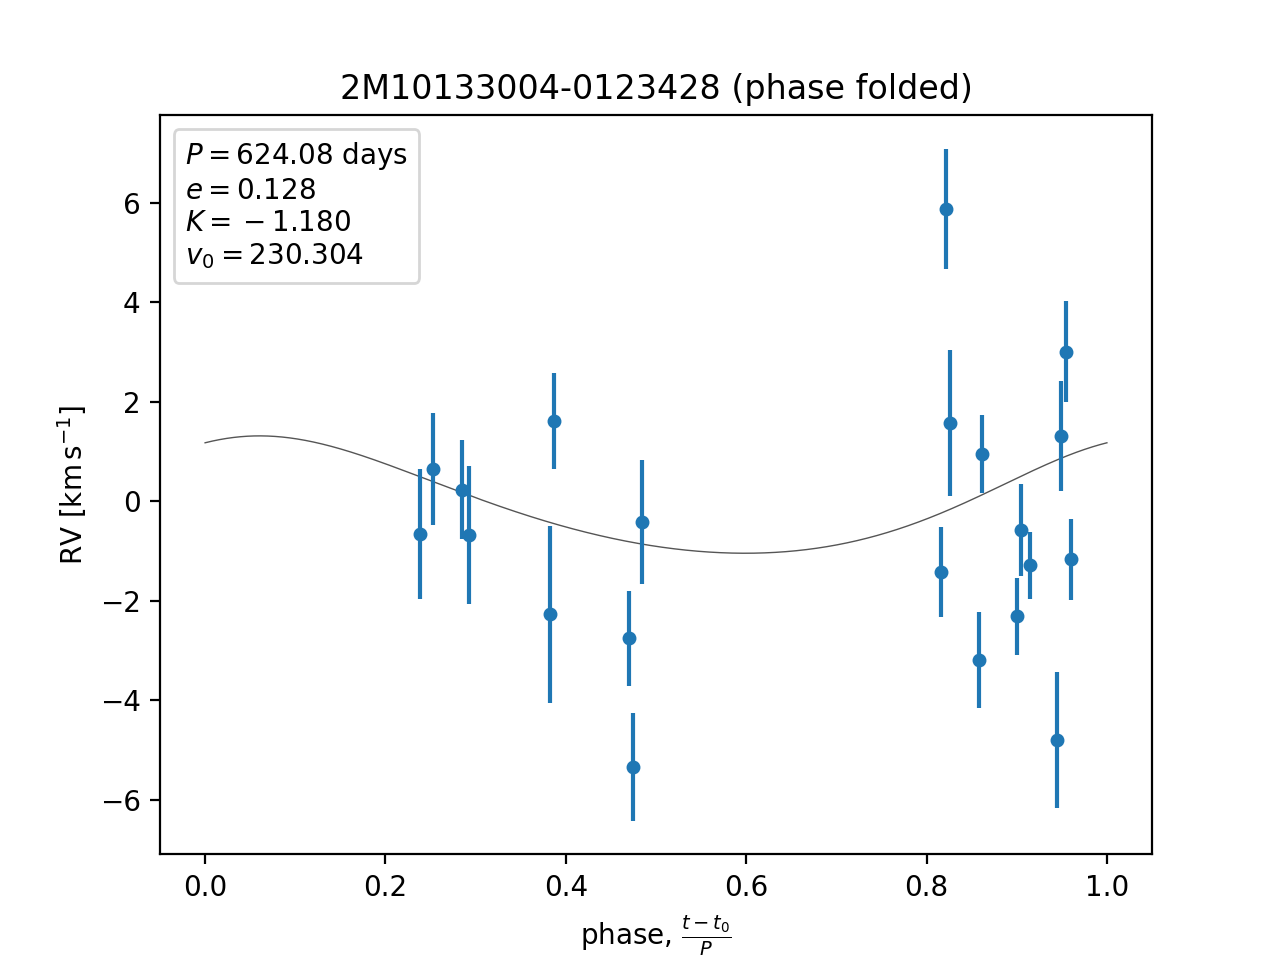 2M10133004-0123428 (phase folded)
P = 624.08 days
e = 0.128
K = −1.180
v₀ = 230.304
6
4
2
0
−2
−4
−6
RV [km s⁻¹]
0.0 0.2 0.4 0.6 0.8 1.0
phase, (t − t₀)/P